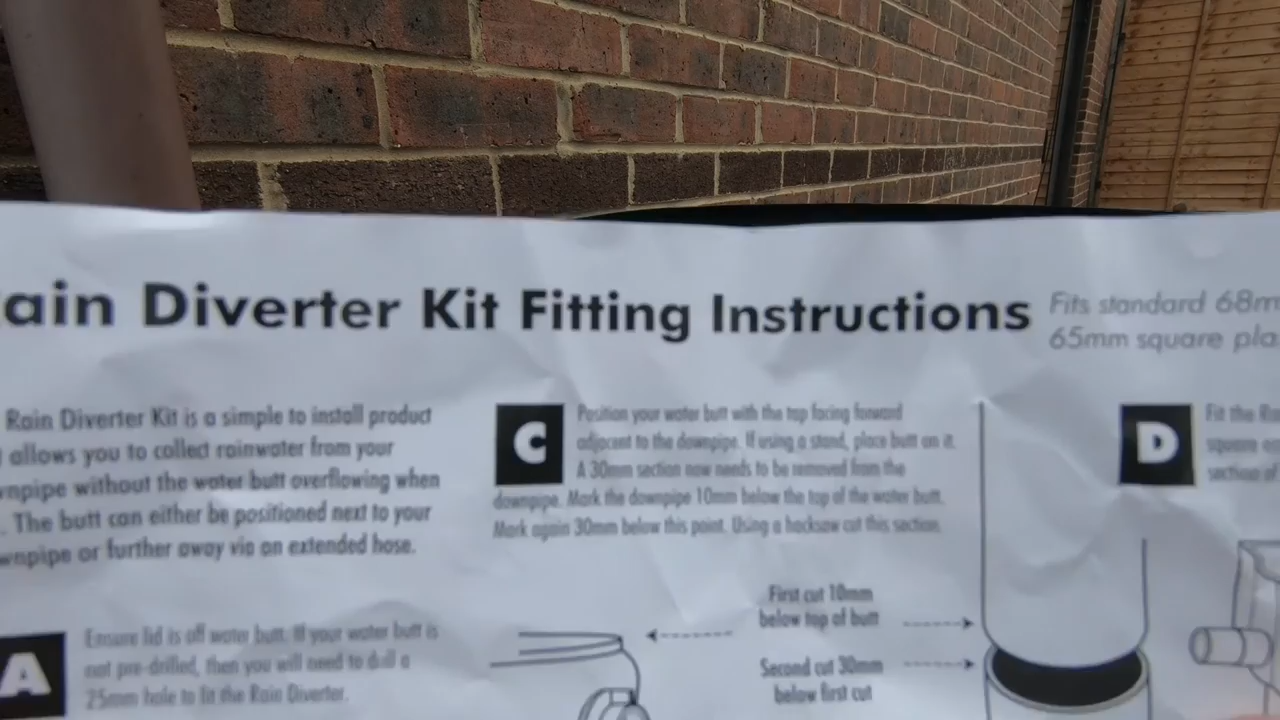 ain Diverter Kit Fitting Instructions
Fits standard 68m
65mm square pla
Rain Diverter Kit is a simple to install product
allows you to collect rainwater from your
wnpipe without the water butt overflowing when
. The butt can either be positioned next to your
wnpipe or further away via an extended hose.
A
Ensure lid is off water butt. If your water butt is
not pre-drilled, then you will need to drill a
25mm hole to fit the Rain Diverter.
C
Position your water butt with the tap facing forward
adjacent to the downpipe. If using a stand, place butt on it.
A 30mm section now needs to be removed from the
downpipe. Mark the downpipe 10mm below the top of the water butt.
Mark again 30mm below this point. Using a hacksaw cut this section.
First cut 10mm
below top of butt
Second cut 30mm
below first cut
D
Fit the Ra
square
section of